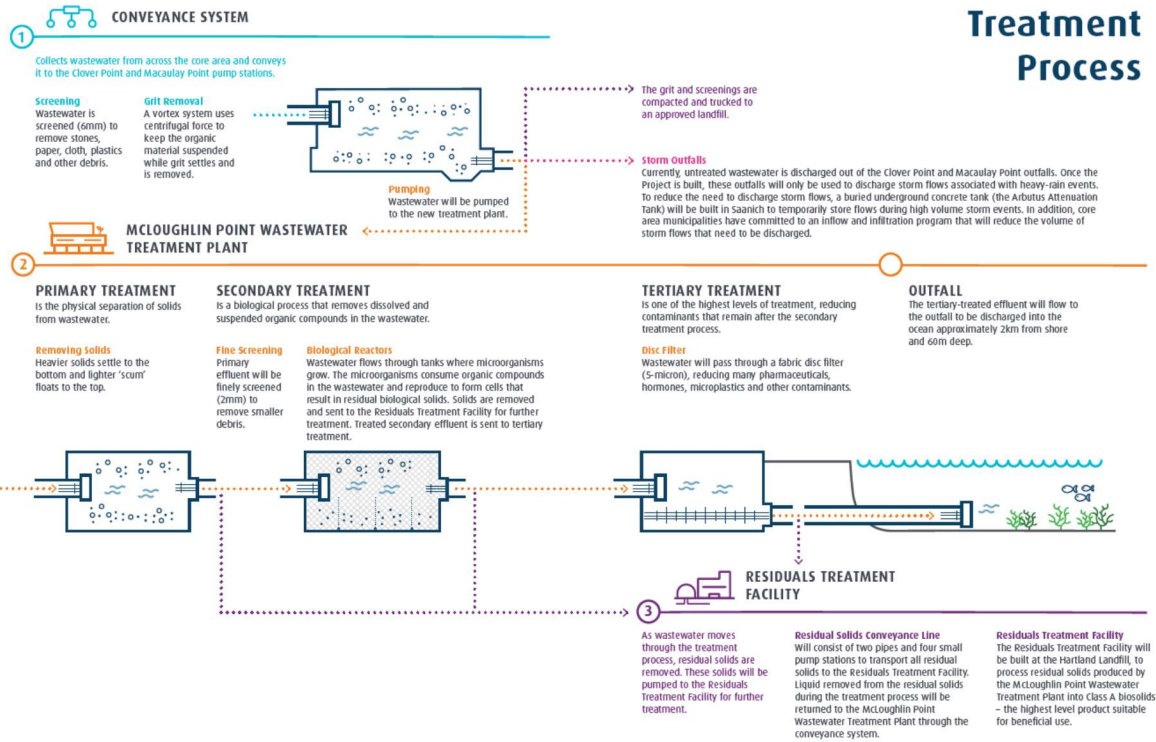 Treatment
Process
1
CONVEYANCE SYSTEM
Collects wastewater from across the core area and conveys
it to the Clover Point and Macaulay Point pump stations.
Screening
Wastewater is
screened (6mm) to
remove stones,
paper, cloth, plastics
and other debris.
Grit Removal
A vortex system uses
centrifugal force to
keep the organic
material suspended
while grit settles and
is removed.
Pumping
Wastewater will be pumped
to the new treatment plant.
The grit and screenings are
compacted and trucked to
an approved landfill.
Storm Outfalls
Currently, untreated wastewater is discharged out of the Clover Point and Macaulay Point outfalls. Once the
Project is built, these outfalls will only be used to discharge storm flows associated with heavy-rain events.
To reduce the need to discharge storm flows, a buried underground concrete tank (the Arbutus Attenuation
Tank) will be built in Saanich to temporarily store flows during high volume storm events. In addition, core
area municipalities have committed to an inflow and infiltration program that will reduce the volume of
storm flows that need to be discharged.
MCLOUGHLIN POINT WASTEWATER
TREATMENT PLANT
2
PRIMARY TREATMENT
Is the physical separation of solids
from wastewater.
Removing Solids
Heavier solids settle to the
bottom and lighter 'scum'
floats to the top.
SECONDARY TREATMENT
Is a biological process that removes dissolved and
suspended organic compounds in the wastewater.
Fine Screening
Primary
effluent will be
finely screened
(2mm) to
remove smaller
debris.
Biological Reactors
Wastewater flows through tanks where microorganisms
grow. The microorganisms consume organic compounds
in the wastewater and reproduce to form cells that
result in residual biological solids. Solids are removed
and sent to the Residuals Treatment Facility for further
treatment. Treated secondary effluent is sent to tertiary
treatment.
TERTIARY TREATMENT
Is one of the highest levels of treatment, reducing
contaminants that remain after the secondary
treatment process.
Disc Filter
Wastewater will pass through a fabric disc filter
(5-micron), reducing many pharmaceuticals,
hormones, microplastics and other contaminants.
OUTFALL
The tertiary-treated effluent will flow to
the outfall to be discharged into the
ocean approximately 2km from shore
and 60m deep.
RESIDUALS TREATMENT
FACILITY
3
As wastewater moves
through the treatment
process, residual solids are
removed. These solids will be
pumped to the Residuals
Treatment Facility for further
treatment.
Residual Solids Conveyance Line
Will consist of two pipes and four small
pump stations to transport all residual
solids to the Residuals Treatment Facility.
Liquid removed from the residual solids
during the treatment process will be
returned to the McLoughlin Point
Wastewater Treatment Plant through the
conveyance system.
Residuals Treatment Facility
The Residuals Treatment Facility will
be built at the Hartland Landfill, to
process residual solids produced by
the McLoughlin Point Wastewater
Treatment Plant into Class A biosolids
– the highest level product suitable
for beneficial use.